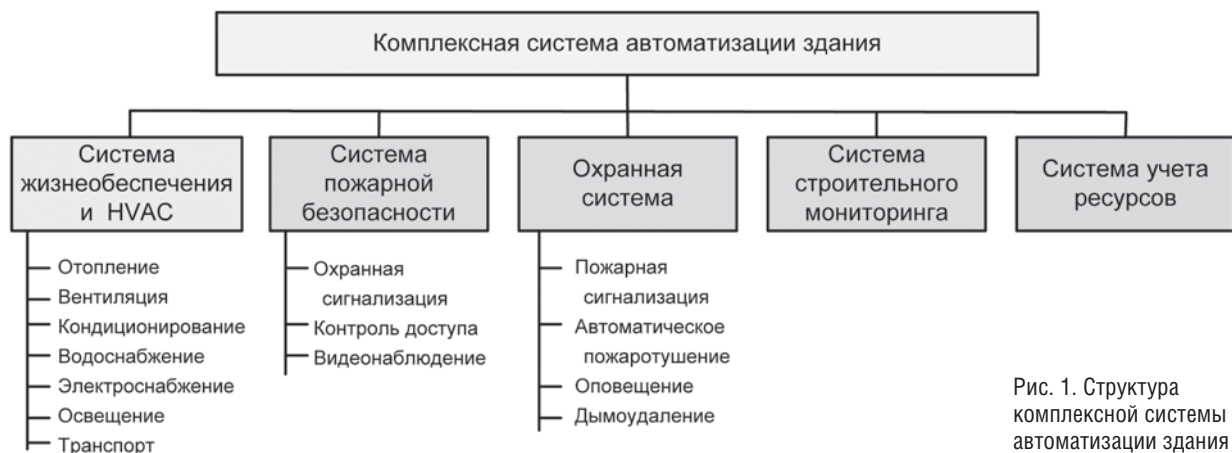 Комплексная система автоматизации здания
Система
жизнеобеспечения
и HVAC
Система
пожарной
безопасности
Охранная
система
Система
строительного
мониторинга
Система учета
ресурсов
Отопление
Вентиляция
Кондиционирование
Водоснабжение
Электроснабжение
Освещение
Транспорт
Охранная
сигнализация
Контроль доступа
Видеонаблюдение
Пожарная
сигнализация
Автоматическое
пожаротушение
Оповещение
Дымоудаление
Рис. 1. Структура
комплексной системы
автоматизации здания